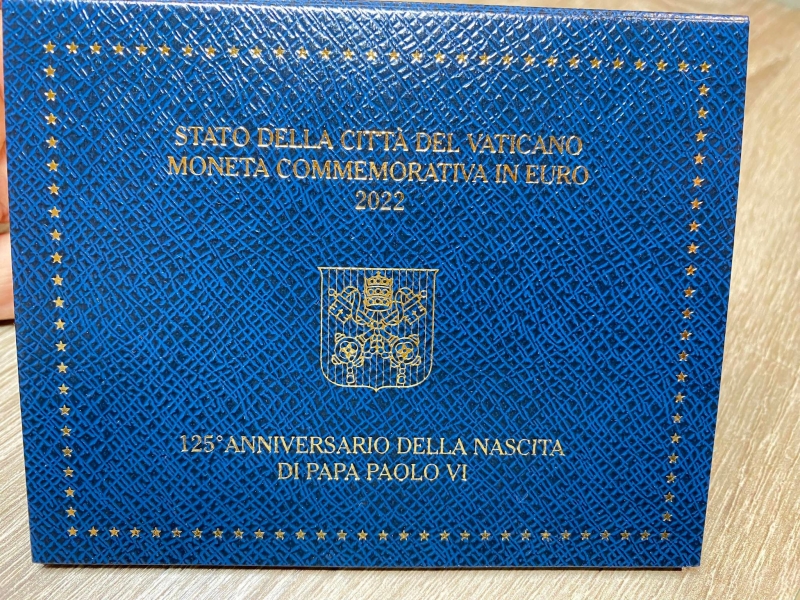 STATO DELLA CITTÀ DEL VATICANO
MONETA COMMEMORATIVA IN EURO
2022
125° ANNIVERSARIO DELLA NASCITA
DI PAPA PAOLO VI